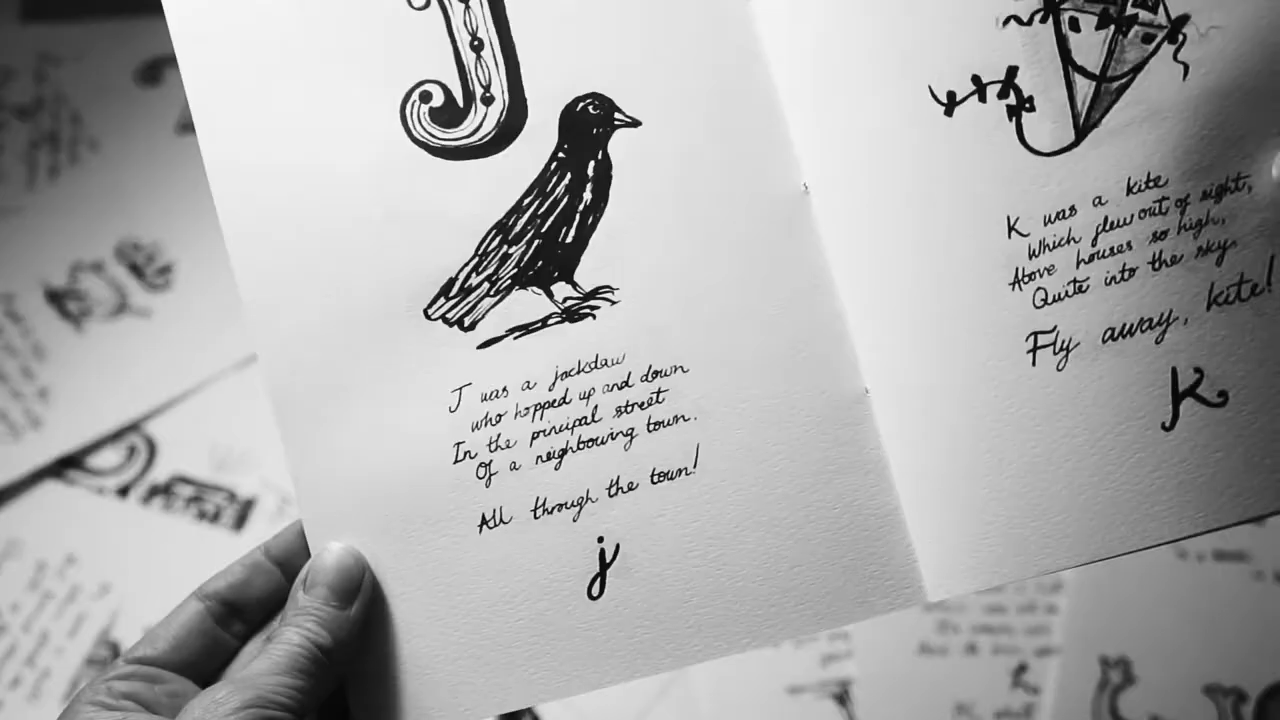 J
J was a jackdaw
who hopped up and down
In the principal street
Of a neighbouring town.
All through the town!
j
K was a kite
Which flew out of sight,
Above houses so high,
Quite into the sky.
Fly away, kite!
k